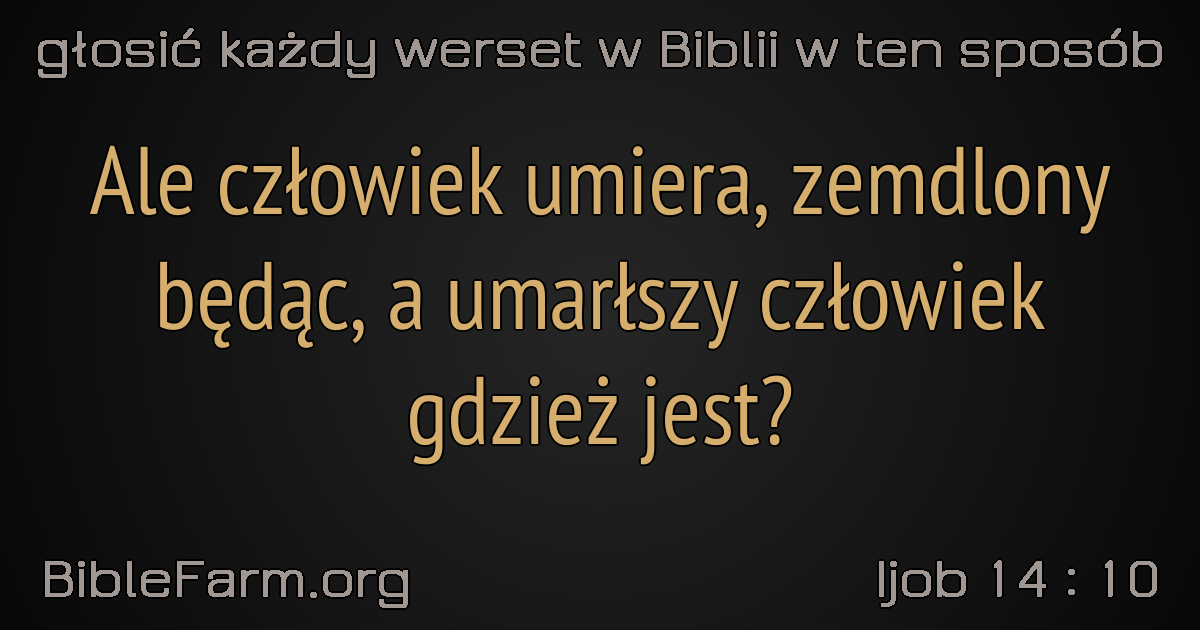 głosić każdy werset w Biblii w ten sposób
Ale człowiek umiera, zemdlony
będąc, a umarłszy człowiek
gdzież jest?
BibleFarm.org
Ijob 14 : 10